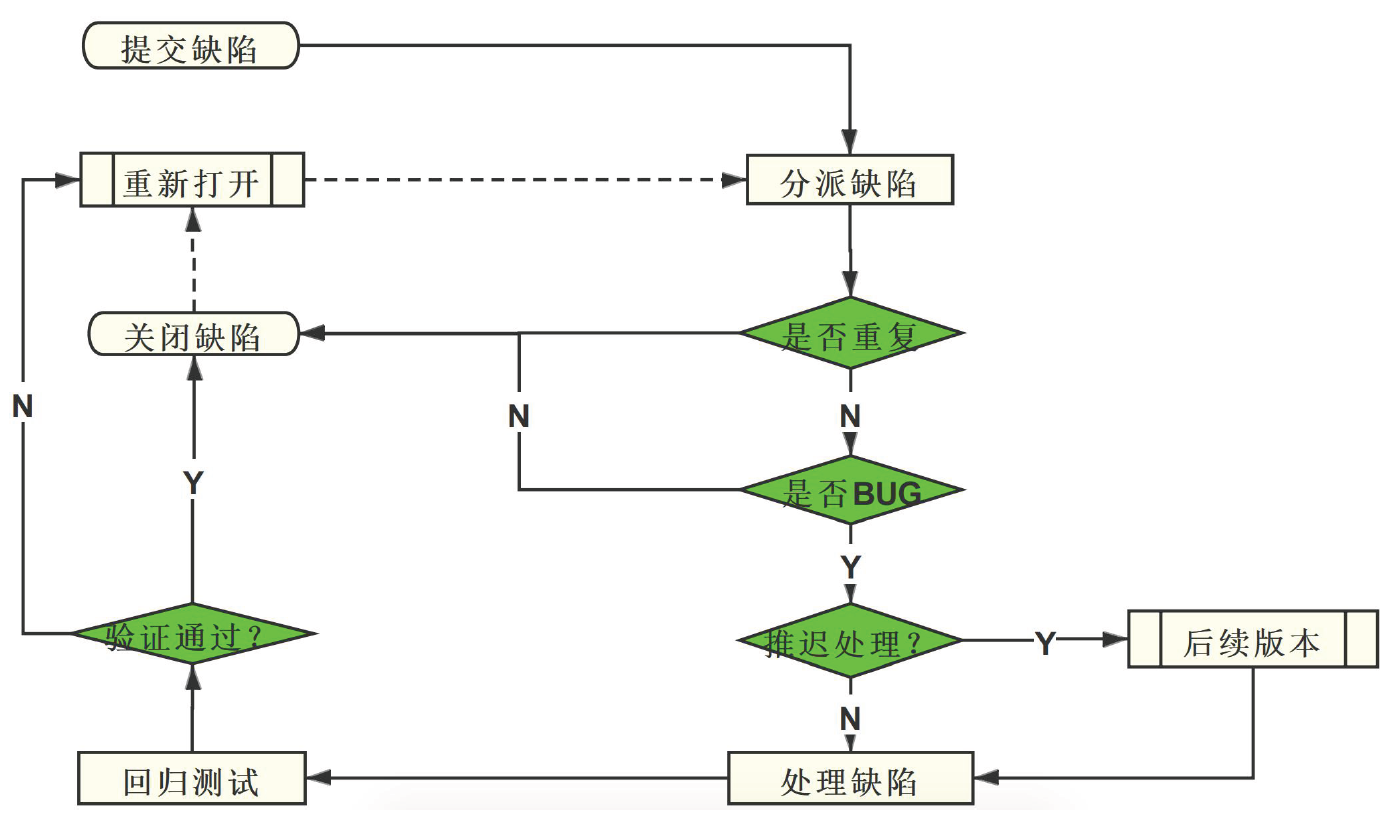 提交缺陷
重新打开
分派缺陷
关闭缺陷
是否重复
N
N
N
是否BUG
Y
Y
验证通过？
推迟处理？
Y
后续版本
N
回归测试
处理缺陷